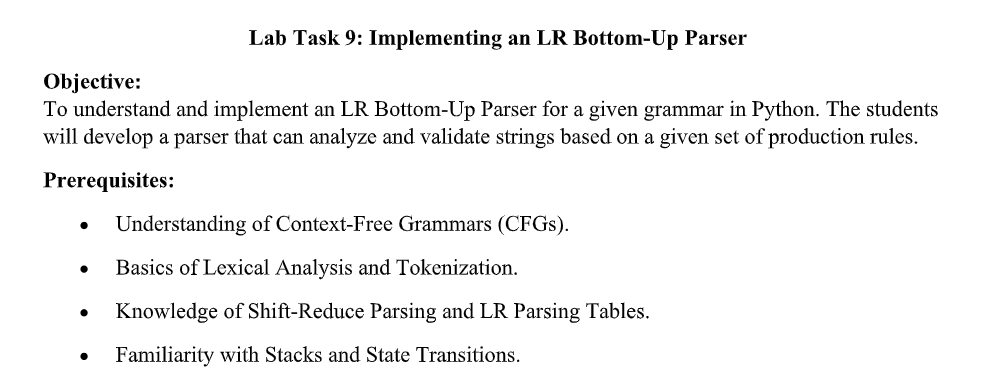 Lab Task 9: Implementing an LR Bottom-Up Parser
Objective:
To understand and implement an LR Bottom-Up Parser for a given grammar in Python. The students
will develop a parser that can analyze and validate strings based on a given set of production rules.
Prerequisites:
• Understanding of Context-Free Grammars (CFGs).
• Basics of Lexical Analysis and Tokenization.
• Knowledge of Shift-Reduce Parsing and LR Parsing Tables.
• Familiarity with Stacks and State Transitions.